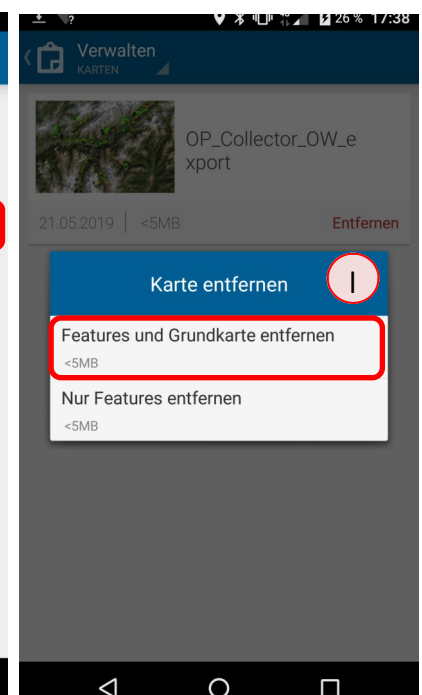 26 % 17:38
Verwalten
KARTEN
OP_Collector_OW_e
xport
21.05.2019 | <5MB Entfernen
Karte entfernen I
Features und Grundkarte entfernen
<5MB
Nur Features entfernen
<5MB